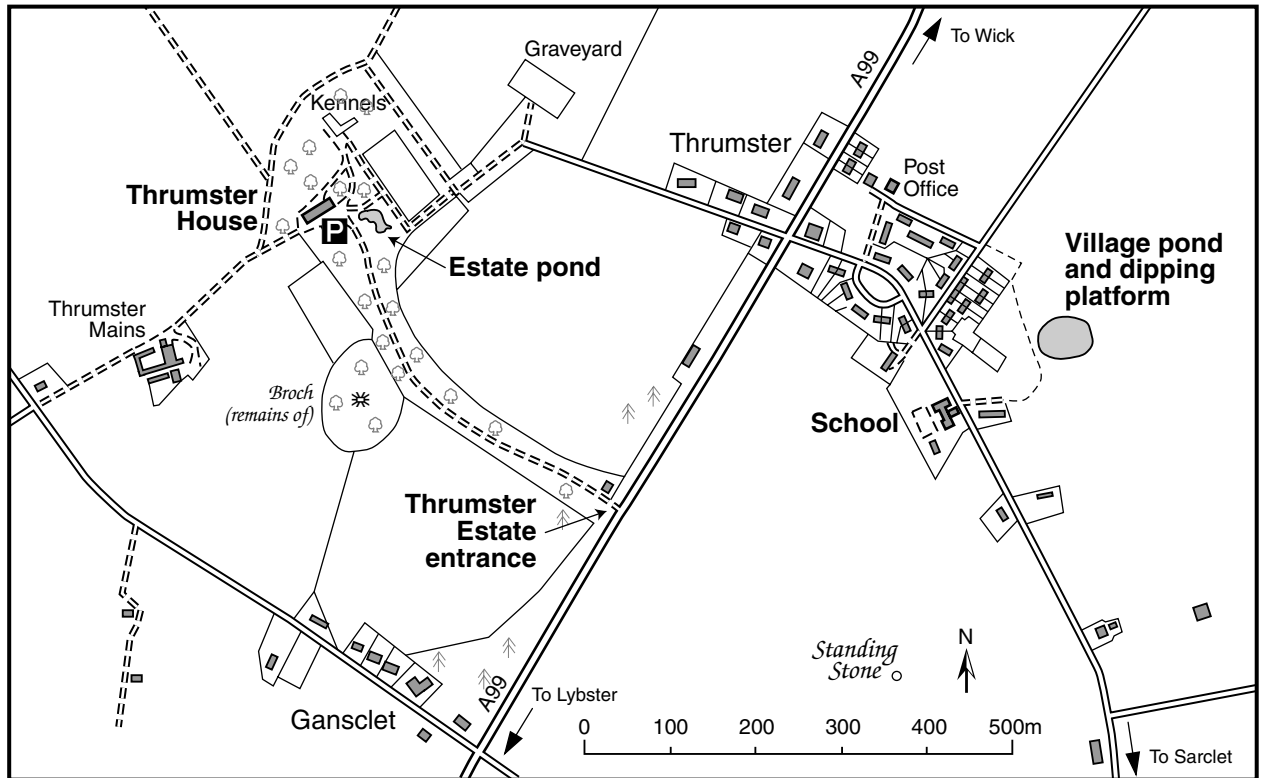 Graveyard
To Wick
A99
Kennels
Thrumster
Post
Office
Thrumster
House
P
Estate pond
Village pond
and dipping
platform
Thrumster
Mains
Broch
(remains of)
School
Thrumster
Estate
entrance
Standing
Stone
N
A99
To Lybster
Gansclet
0 100 200 300 400 500m
To Sarclet